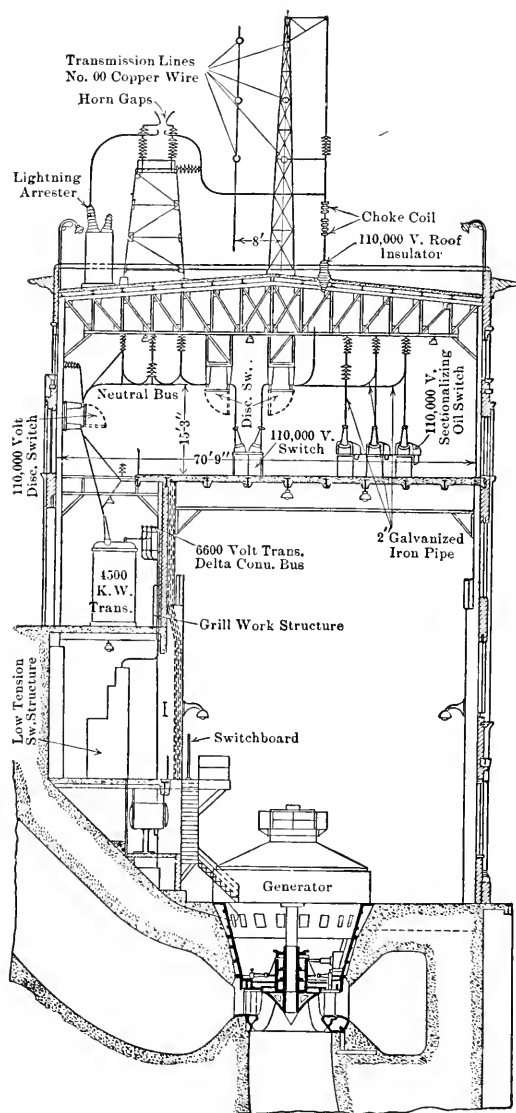 Transmission Lines
No. 00 Copper Wire
Horn Gaps
Lightning
Arrester
Choke Coil
8'
110,000 V. Roof
Insulator
Neutral Bus
Disc. Sw.
110,000 V.
Sectionalizing
Oil Switch
110,000 Volt
Disc. Switch
15'-3"
110,000 V.
Switch
70'9"
2" Galvanized
Iron Pipe
6600 Volt Trans.
Delta Conu. Bus
4500
K.W.
Trans.
Grill Work Structure
Low Tension
Sw. Structure
Switchboard
Generator